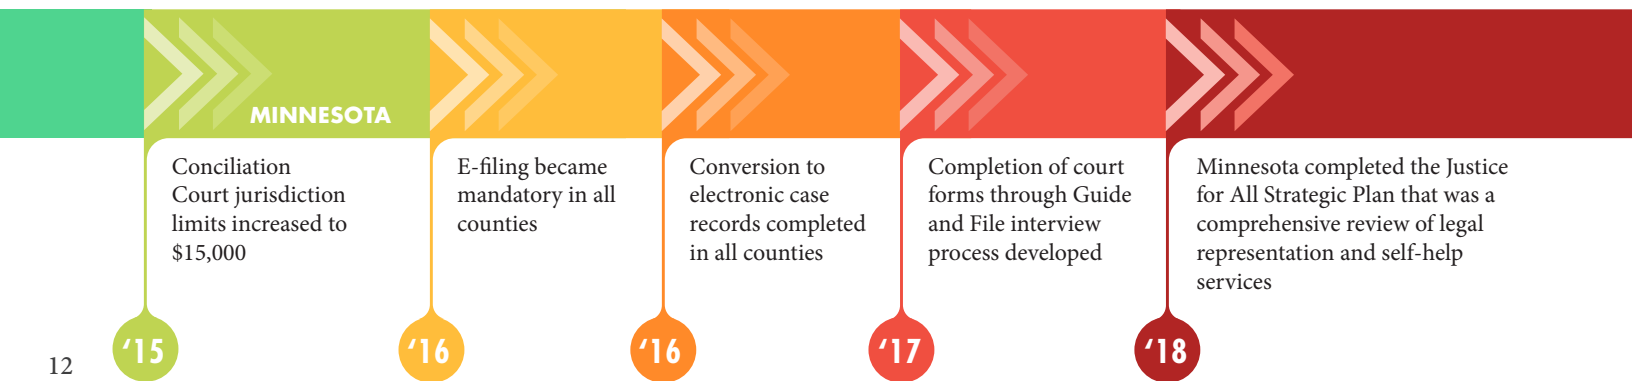 MINNESOTA
Conciliation
Court jurisdiction
limits increased to
$15,000
‘15
E-filing became
mandatory in all
counties
‘16
Conversion to
electronic case
records completed
in all counties
‘16
Completion of court
forms through Guide
and File interview
process developed
‘17
Minnesota completed the Justice
for All Strategic Plan that was a
comprehensive review of legal
representation and self-help
services
‘18
12